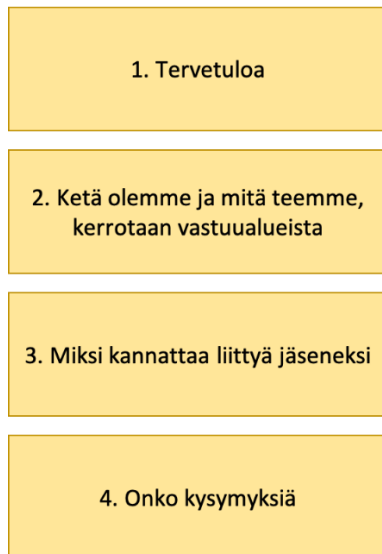 1. Tervetuloa
2. Ketä olemme ja mitä teemme,
kerrotaan vastuualueista
3. Miksi kannattaa liittyä jäseneksi
4. Onko kysymyksiä